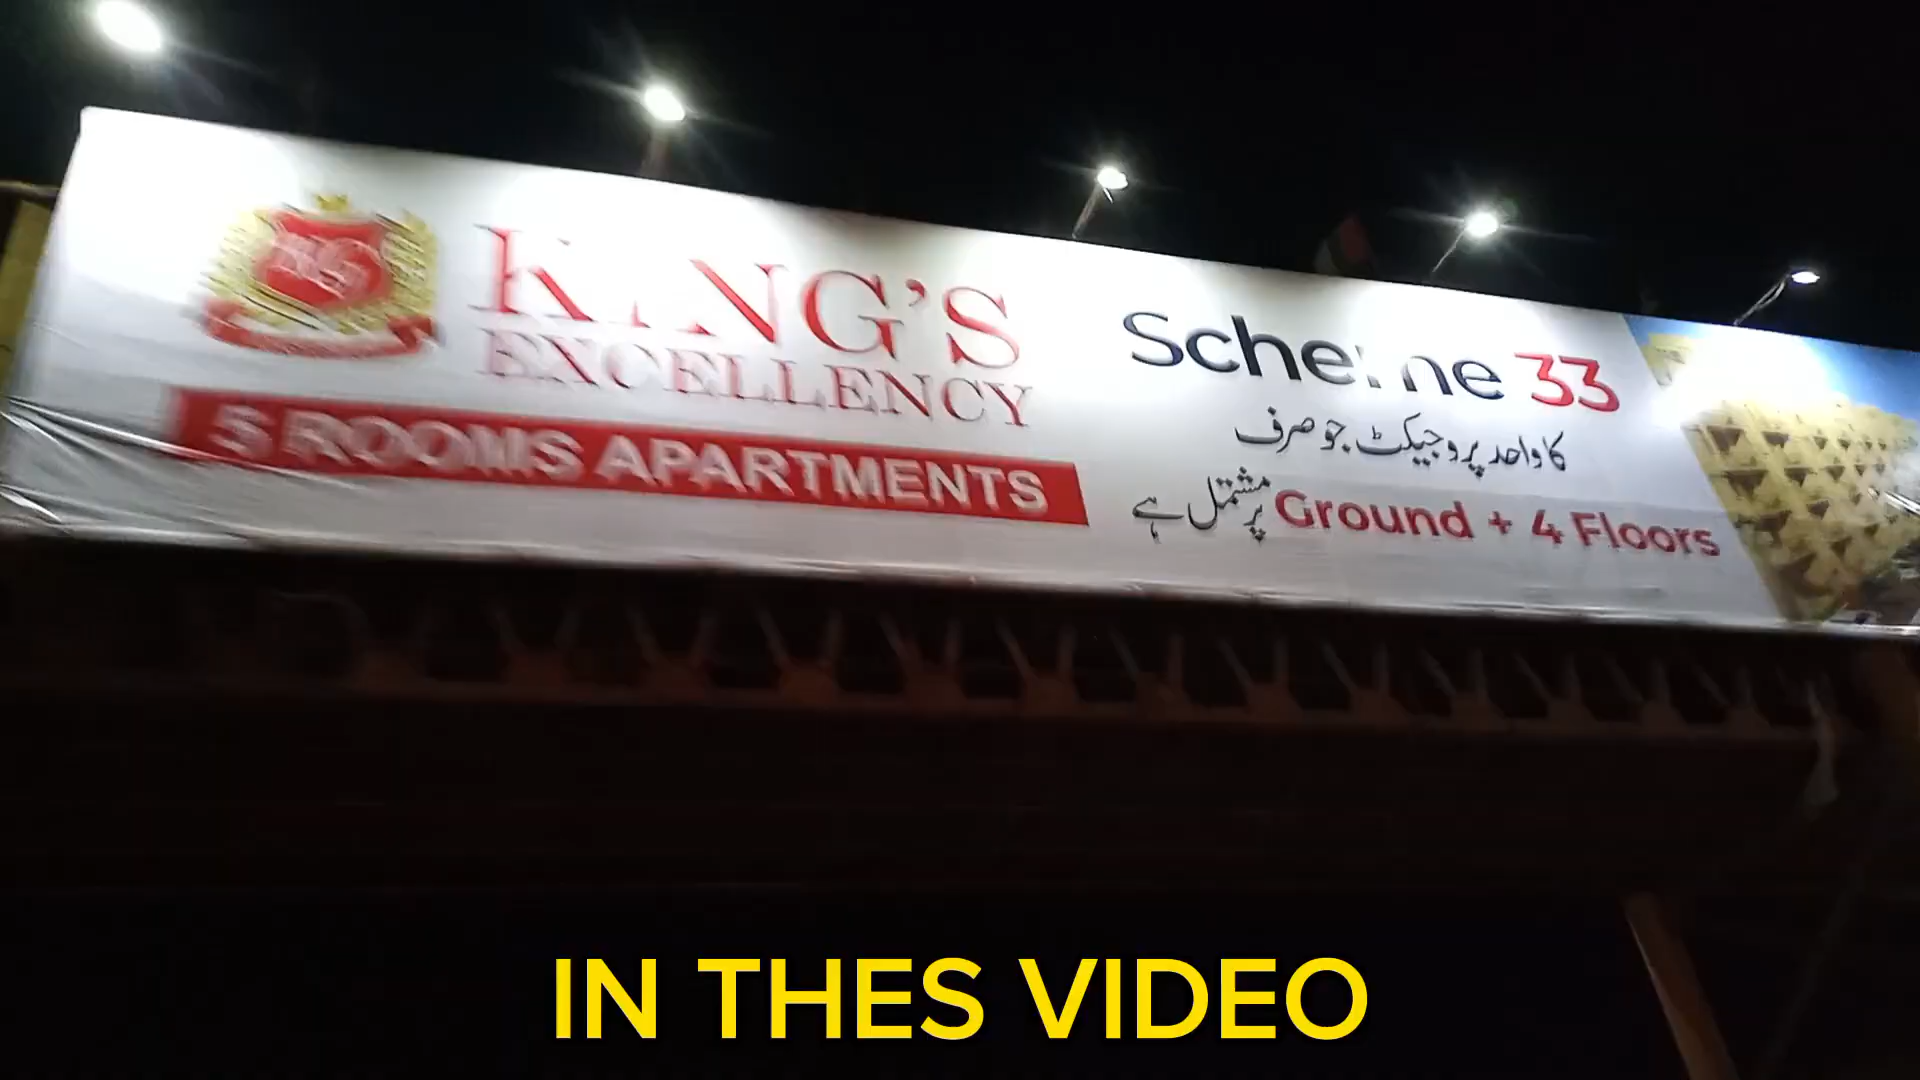 KING'S
EXCELLENCY
5 ROOMS APARTMENTS
Scheme 33
کا واحد پروجیکٹ جو صرف
Ground + 4 Floors پر مشتمل ہے
IN THES VIDEO